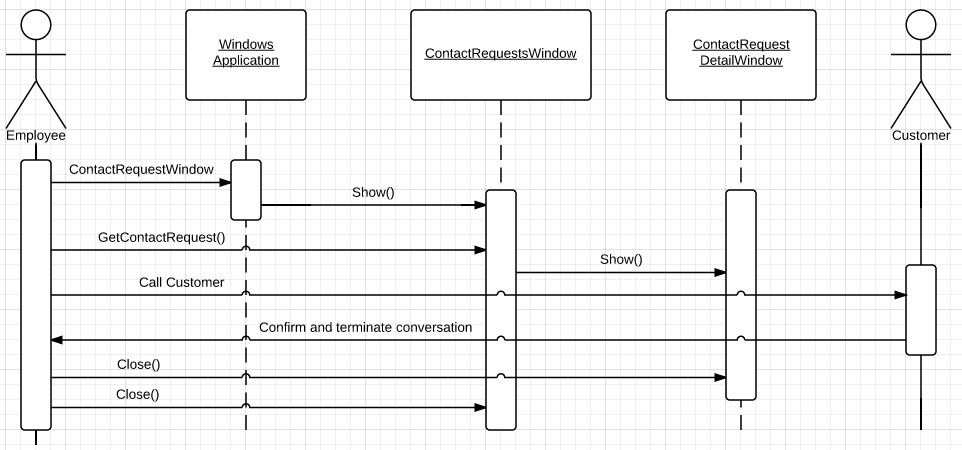 Windows
Application
ContactRequestsWindow
ContactRequest
DetailWindow
Employee
Customer
ContactRequestWindow
Show()
GetContactRequest()
Show()
Call Customer
Confirm and terminate conversation
Close()
Close()